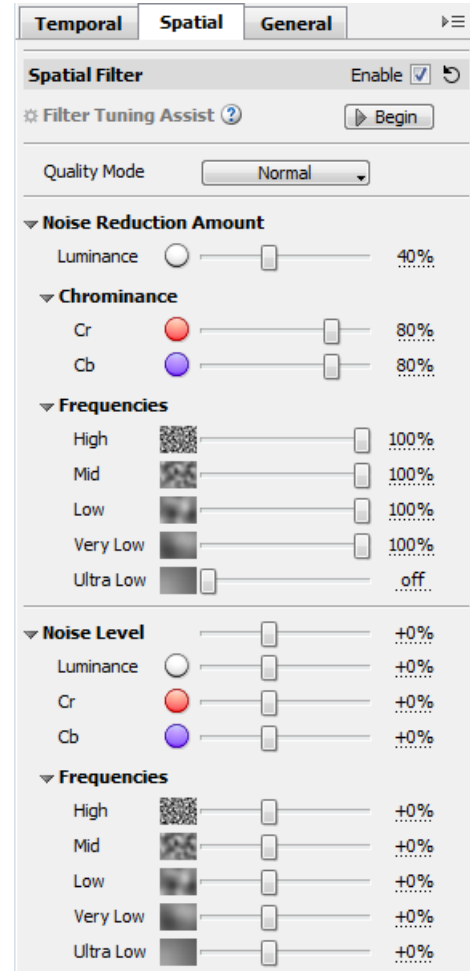 Temporal Spatial General
Spatial Filter Enable
Filter Tuning Assist ? Begin
Quality Mode Normal
Noise Reduction Amount
Luminance 40%
Chrominance
Cr 80%
Cb 80%
Frequencies
High 100%
Mid 100%
Low 100%
Very Low 100%
Ultra Low off
Noise Level +0%
Luminance +0%
Cr +0%
Cb +0%
Frequencies
High +0%
Mid +0%
Low +0%
Very Low +0%
Ultra Low +0%